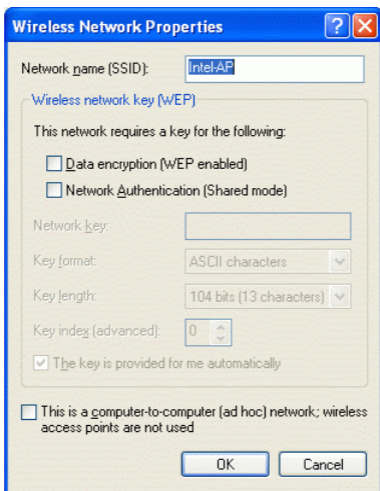 Wireless Network Properties
Network name (SSID): Intel-AP
Wireless network key (WEP)
This network requires a key for the following:
Data encryption (WEP enabled)
Network Authentication (Shared mode)
Network key:
Key format: ASCII characters
Key length: 104 bits (13 characters)
Key index (advanced): 0
The key is provided for me automatically
This is a computer-to-computer (ad hoc) network; wireless
access points are not used
OK Cancel